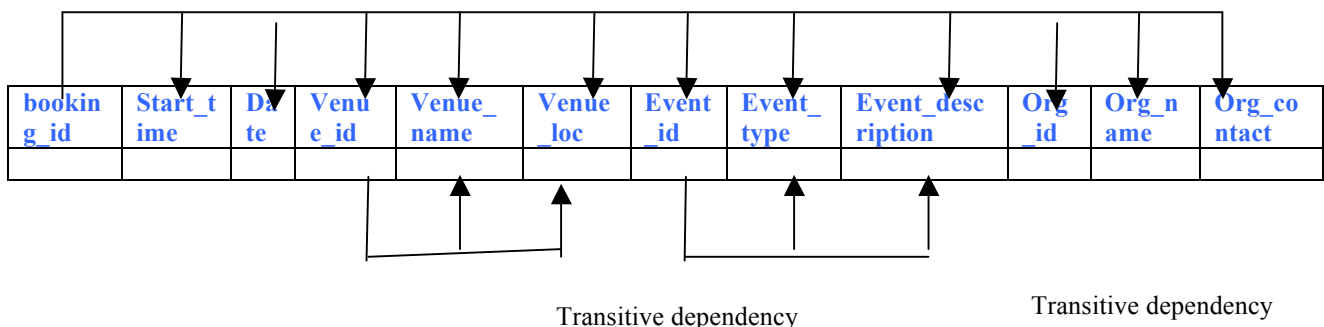 bookin Start_t Da Venu Venue_ Venue Event Event_ Event_desc Org Org_n Org_co
g_id ime te e_id name _loc _id type ription _id ame ntact
Transitive dependency
Transitive dependency